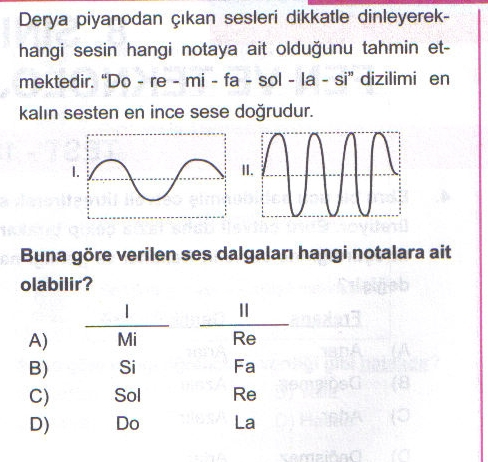 Derya piyanodan çıkan sesleri dikkatle dinleyerek-
hangi sesin hangi notaya ait olduğunu tahmin et-
mektedir. “Do - re - mi - fa - sol - la - si” dizilimi en
kalın sesten en ince sese doğrudur.
I. II.
Buna göre verilen ses dalgaları hangi notalara ait
olabilir?
I II
A) Mi Re
B) Si Fa
C) Sol Re
D) Do La